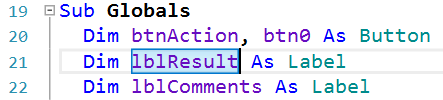 19 Sub Globals
20 Dim btnAction, btn0 As Button
21 Dim lblResult As Label
22 Dim lblComments As Label